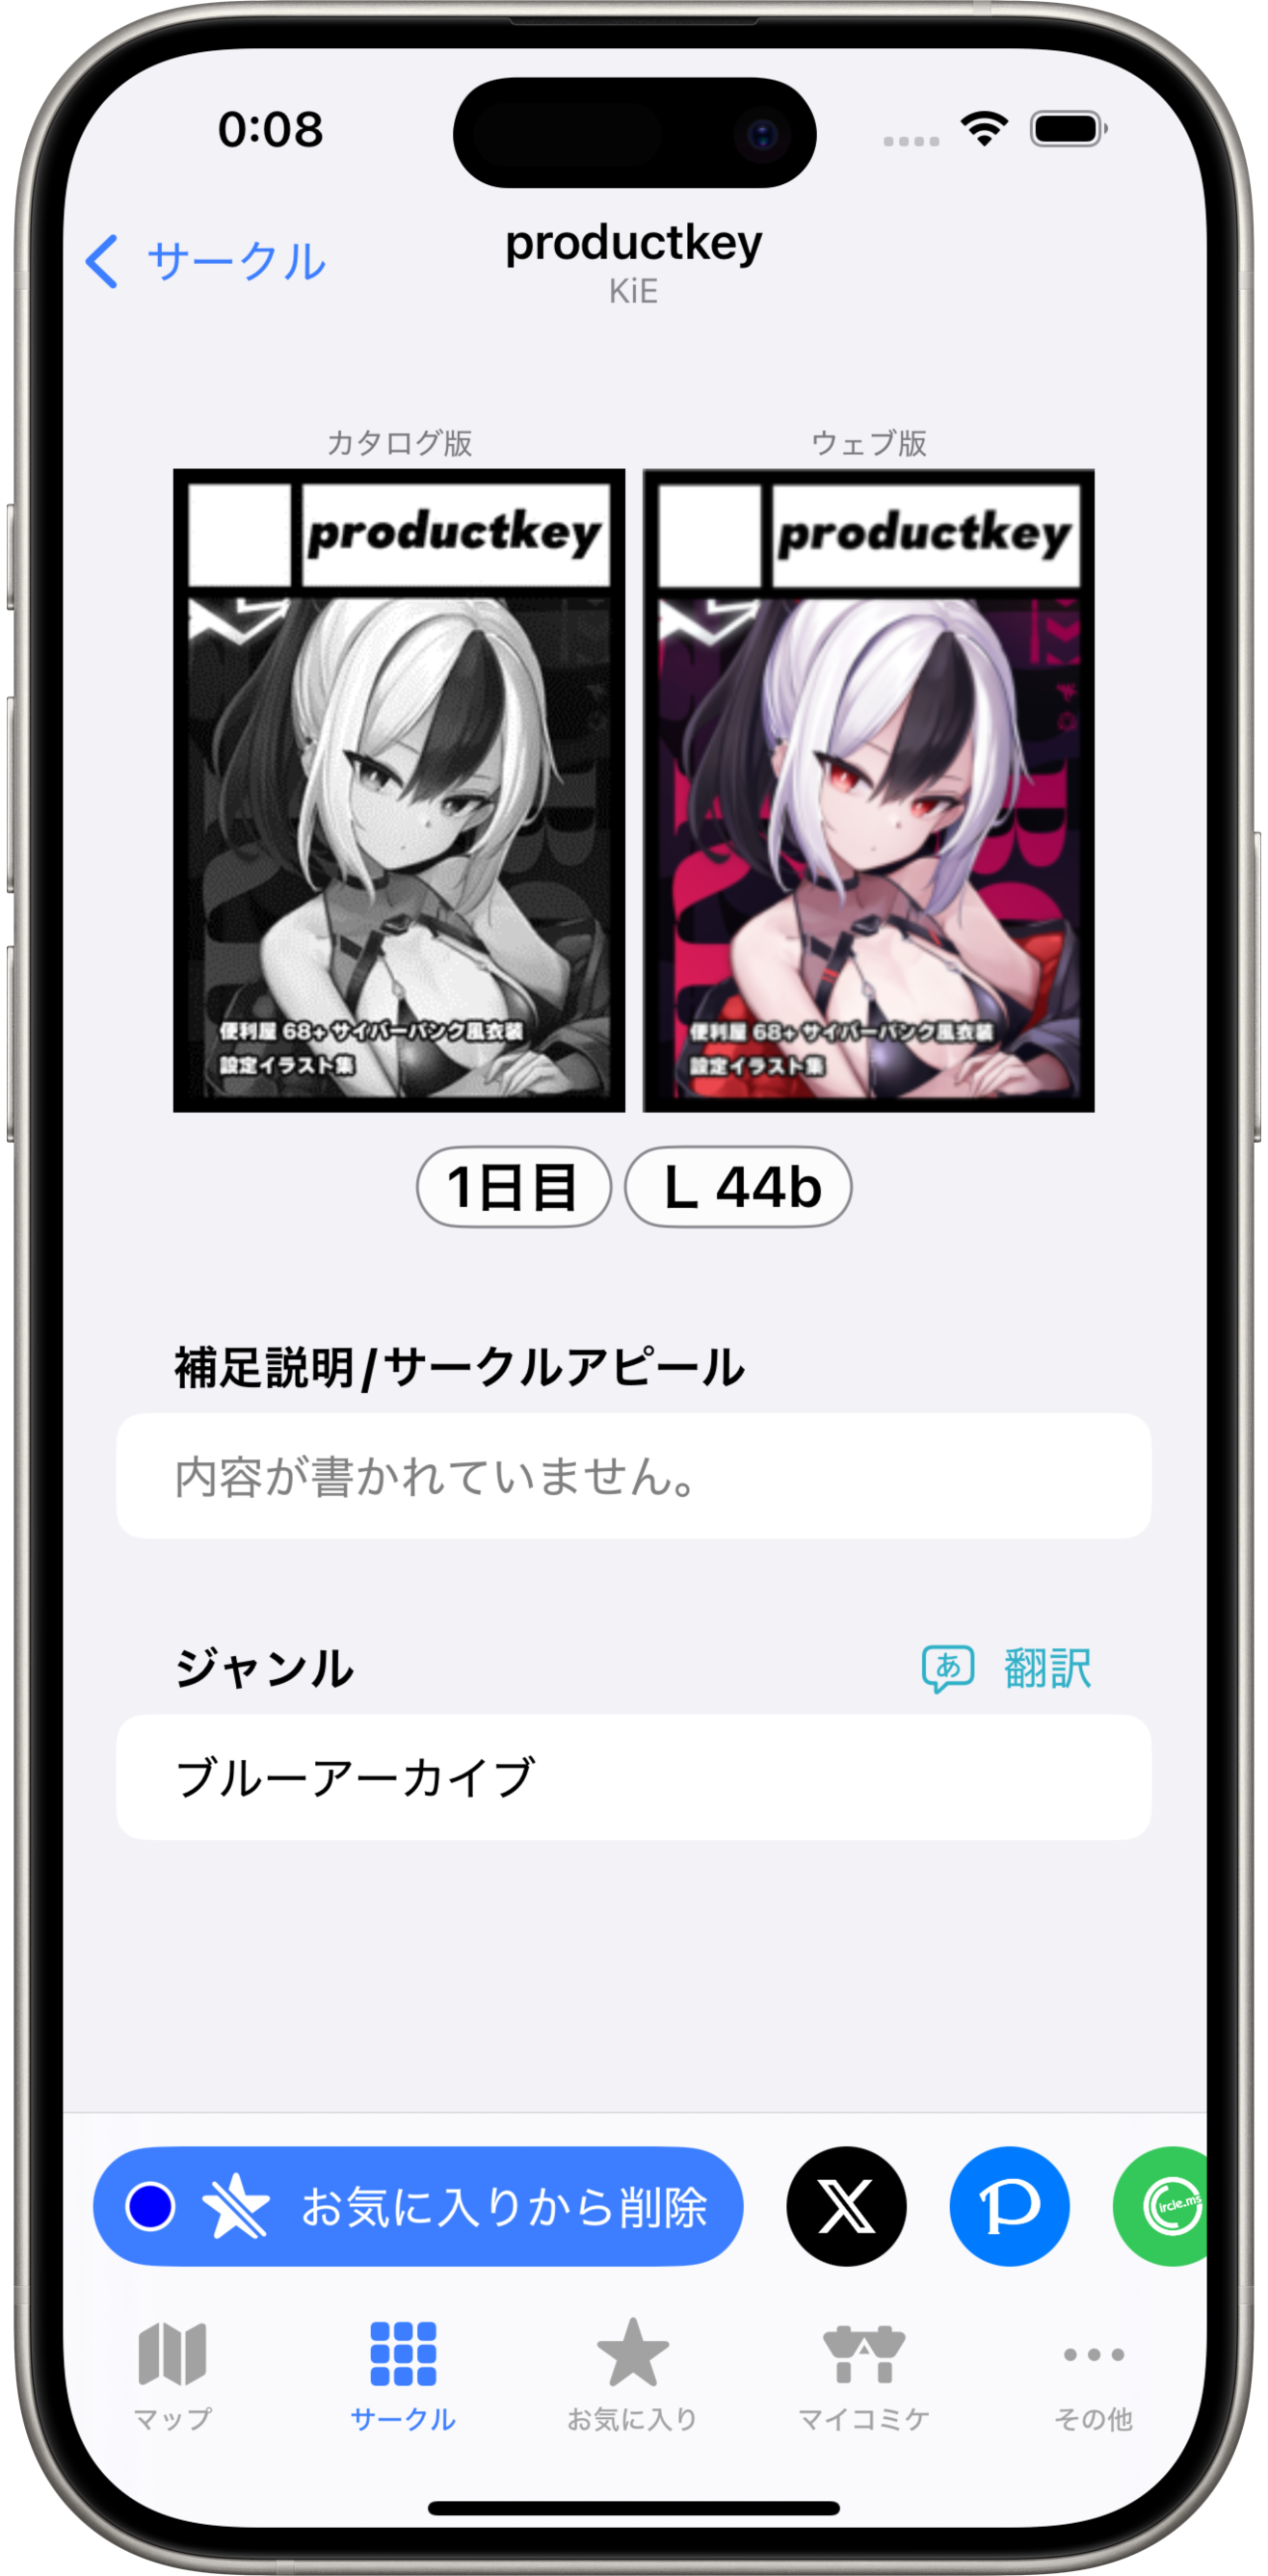 0:08
サークル
productkey
KiE
カタログ版
ウェブ版
productkey
便利屋 68+ サイバーパンク風衣装
設定イラスト集
productkey
便利屋 68+ サイバーパンク風衣装
設定イラスト集
1日目
L 44b
補足説明/サークルアピール
内容が書かれていません。
ジャンル
あ 翻訳
ブルーアーカイブ
お気に入りから削除
ircle.ms
マップ
サークル
お気に入り
マイコミケ
その他